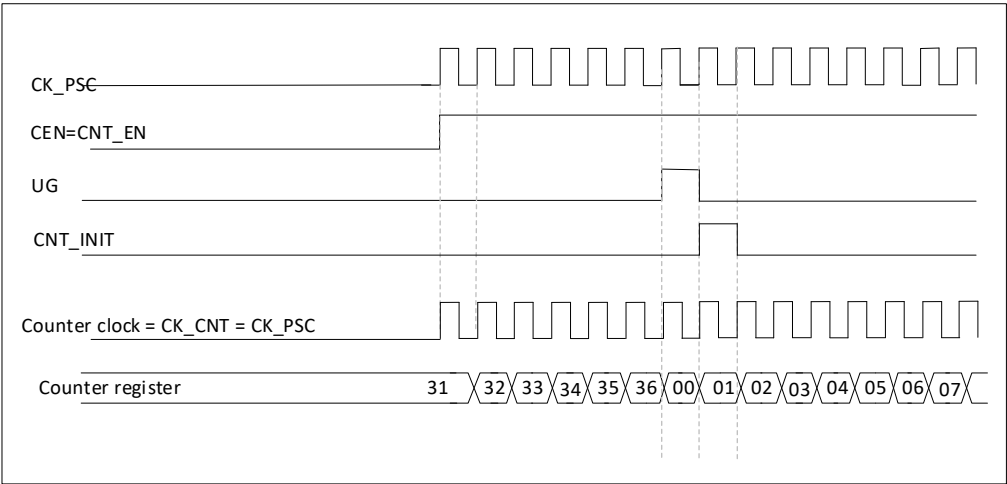 CK_PSC
CEN=CNT_EN
UG
CNT_INIT
Counter clock = CK_CNT = CK_PSC
Counter register 31 32 33 34 35 36 00 01 02 03 04 05 06 07